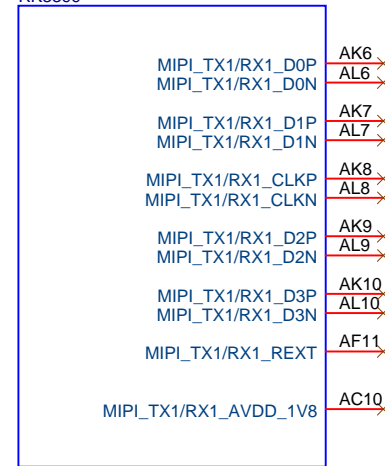 MIPI_TX1/RX1_D0P AK6
MIPI_TX1/RX1_D0N AL6
MIPI_TX1/RX1_D1P AK7
MIPI_TX1/RX1_D1N AL7
MIPI_TX1/RX1_CLKP AK8
MIPI_TX1/RX1_CLKN AL8
MIPI_TX1/RX1_D2P AK9
MIPI_TX1/RX1_D2N AL9
MIPI_TX1/RX1_D3P AK10
MIPI_TX1/RX1_D3N AL10
MIPI_TX1/RX1_REXT AF11
MIPI_TX1/RX1_AVDD_1V8 AC10